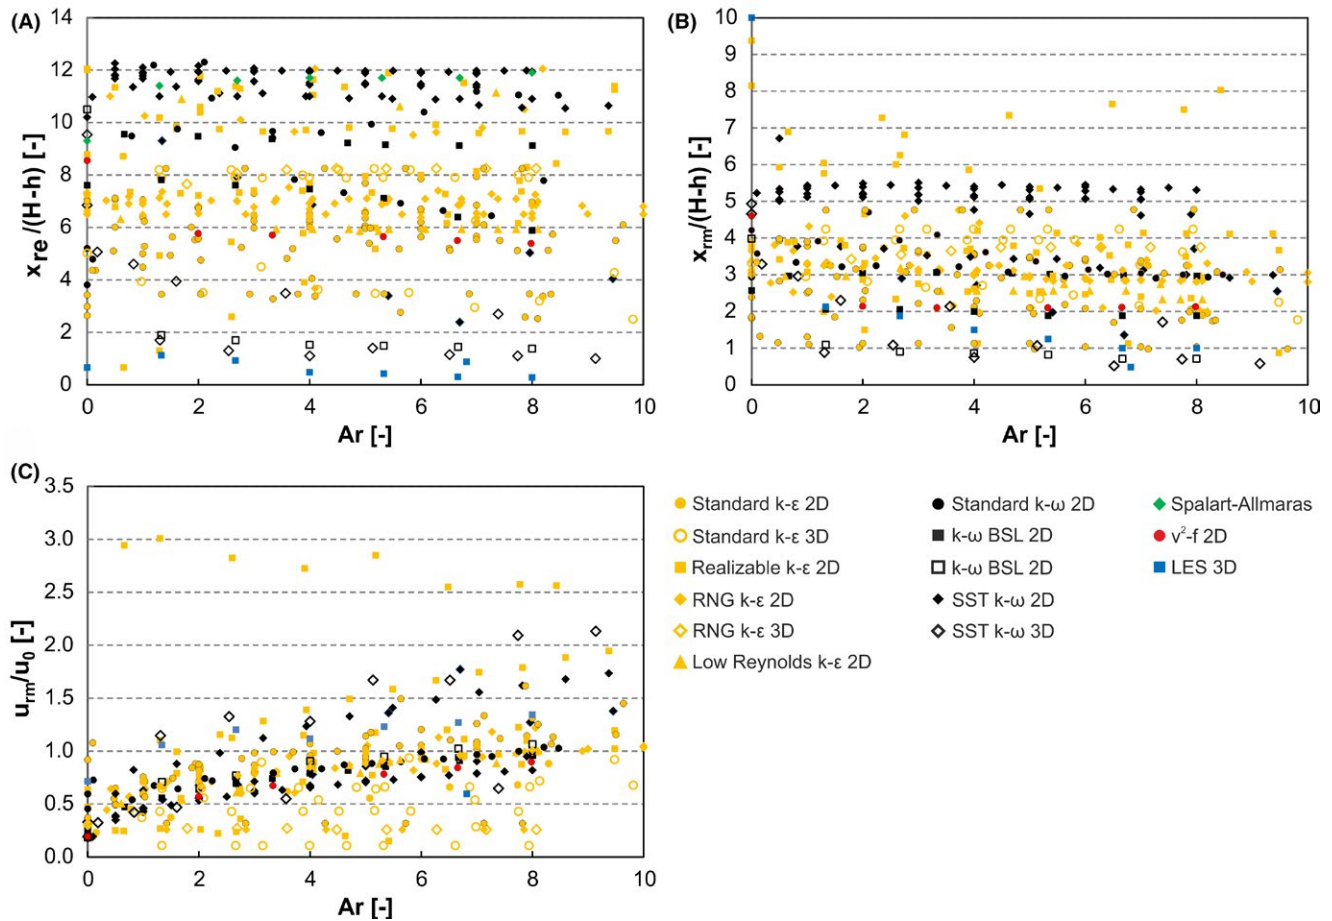 (A)
14
12
10
8
6
4
2
0
x_re/(H-h) [-]
0 2 4 6 8 10
Ar [-]
(B)
10
9
8
7
6
5
4
3
2
1
0
x_rm/(H-h) [-]
0 2 4 6 8 10
Ar [-]
(C)
3.5
3.0
2.5
2.0
1.5
1.0
0.5
0.0
u_rm/u_0 [-]
0 2 4 6 8 10
Ar [-]
Standard k-ε 2D
Standard k-ε 3D
Realizable k-ε 2D
RNG k-ε 2D
RNG k-ε 3D
Low Reynolds k-ε 2D
Standard k-ω 2D
k-ω BSL 2D
k-ω BSL 2D
SST k-ω 2D
SST k-ω 3D
Spalart-Allmaras
v²-f 2D
LES 3D